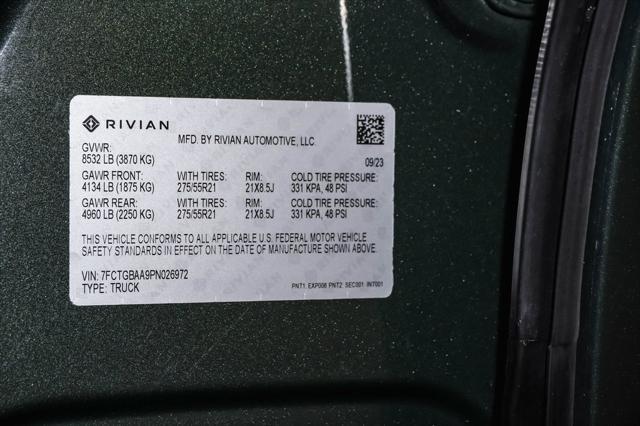 RIVIAN
MFD. BY RIVIAN AUTOMOTIVE, LLC
GVWR:
8532 LB (3870 KG) 09/23
GAWR FRONT: WITH TIRES: RIM: COLD TIRE PRESSURE:
4134 LB (1875 KG) 275/55R21 21X8.5J 331 KPA, 48 PSI
GAWR REAR: WITH TIRES: RIM: COLD TIRE PRESSURE:
4960 LB (2250 KG) 275/55R21 21X8.5J 331 KPA, 48 PSI
THIS VEHICLE CONFORMS TO ALL APPLICABLE U.S. FEDERAL MOTOR VEHICLE
SAFETY STANDARDS IN EFFECT ON THE DATE OF MANUFACTURE SHOWN ABOVE.
VIN: 7FCTGBAA9PN026972
TYPE: TRUCK PNT1: EXP006 PNT2: SEC001 INT001